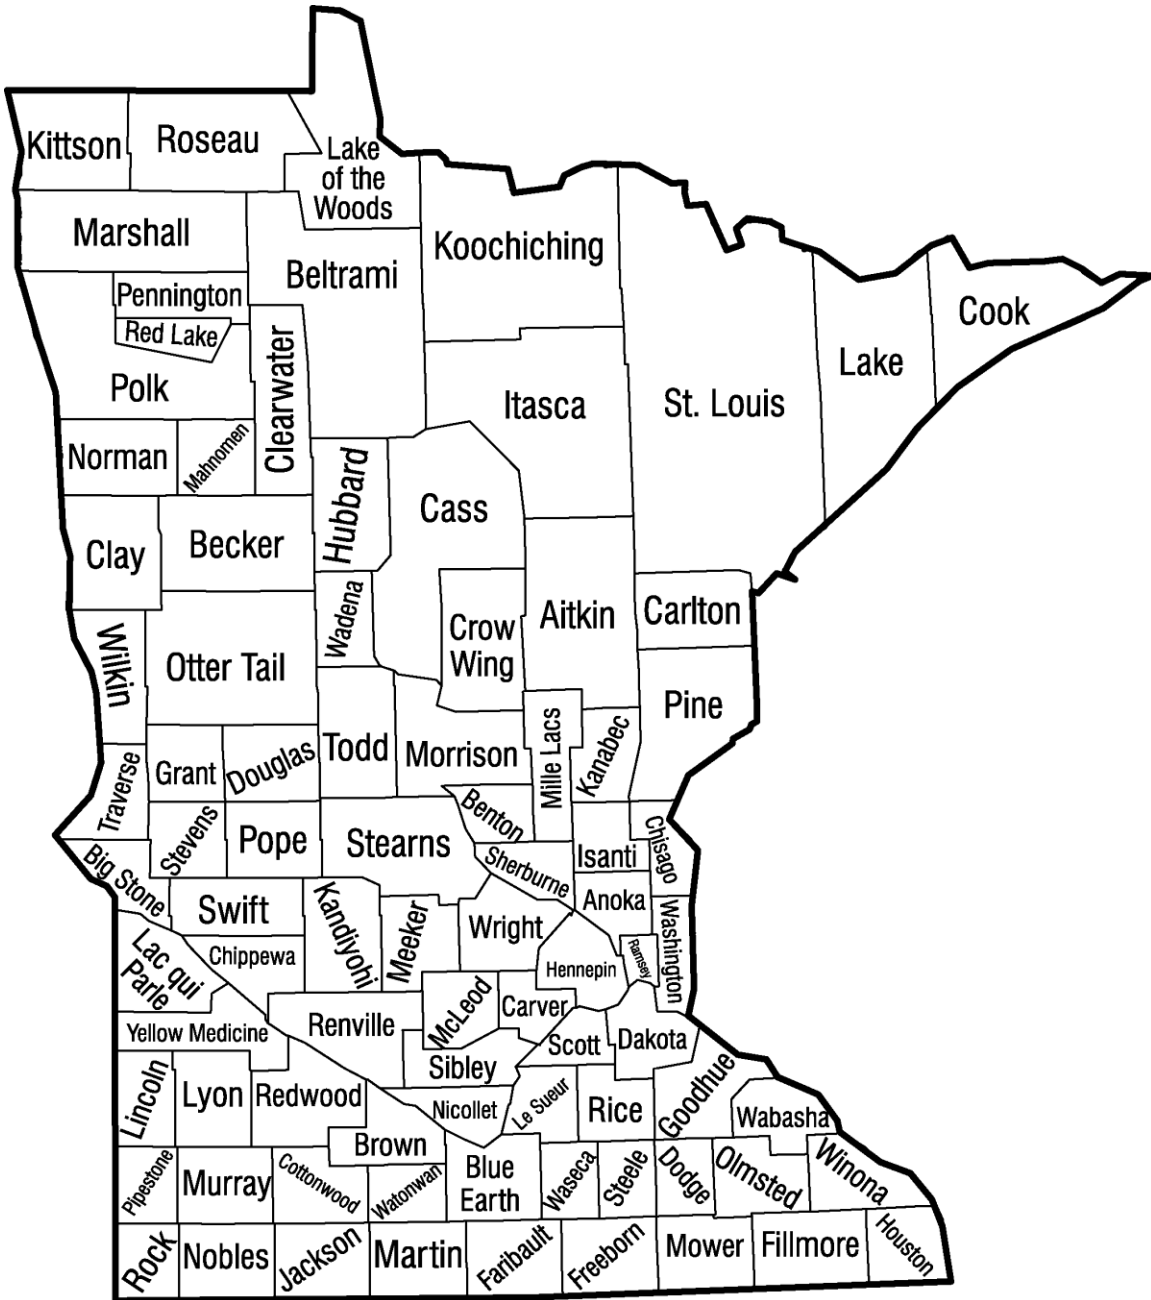 Kittson
Roseau
Lake
of the
Woods
Marshall
Koochiching
Beltrami
Pennington
Cook
Red Lake
Lake
Polk
Clearwater
Itasca
St. Louis
Norman
Mahnomen
Hubbard
Cass
Clay
Becker
Wadena
Crow
Wing
Aitkin
Carlton
Wilkin
Otter Tail
Pine
Todd
Morrison
Mille Lacs
Kanabec
Grant
Douglas
Traverse
Benton
Stevens
Pope
Stearns
Isanti
Chisago
Big Stone
Sherburne
Swift
Kandiyohi
Meeker
Wright
Anoka
Washington
Lac qui
Parle
Chippewa
Hennepin
Ramsey
McLeod
Carver
Yellow Medicine
Renville
Scott
Dakota
Sibley
Lincoln
Lyon
Redwood
Nicollet
Le Sueur
Rice
Goodhue
Wabasha
Brown
Pipestone
Murray
Cottonwood
Watonwan
Blue
Earth
Waseca
Steele
Dodge
Olmsted
Winona
Rock
Nobles
Jackson
Martin
Faribault
Freeborn
Mower
Fillmore
Houston